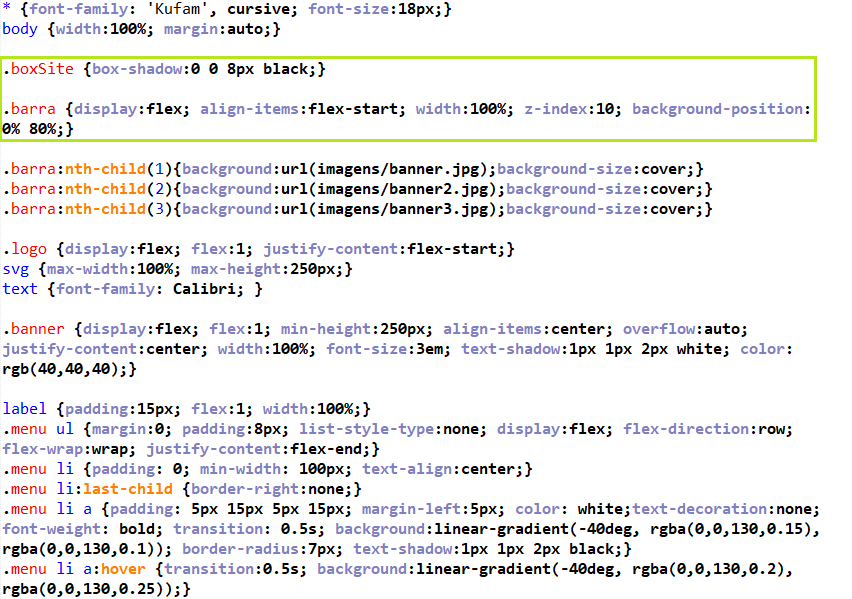 * {font-family: 'Kufam', cursive; font-size:18px;}
body {width:100%; margin:auto;}
.boxSite {box-shadow:0 0 8px black;}
.barra {display:flex; align-items:flex-start; width:100%; z-index:10; background-position:
0% 80%;}
.barra:nth-child(1){background:url(imagens/banner.jpg);background-size:cover;}
.barra:nth-child(2){background:url(imagens/banner2.jpg);background-size:cover;}
.barra:nth-child(3){background:url(imagens/banner3.jpg);background-size:cover;}
.logo {display:flex; flex:1; justify-content:flex-start;}
svg {max-width:100%; max-height:250px;}
text {font-family: Calibri; }
.banner {display:flex; flex:1; min-height:250px; align-items:center; overflow:auto;
justify-content:center; width:100%; font-size:3em; text-shadow:1px 1px 2px white; color:
rgb(40,40,40);}
label {padding:15px; flex:1; width:100%;}
.menu ul {margin:0; padding:8px; list-style-type:none; display:flex; flex-direction:row;
flex-wrap:wrap; justify-content:flex-end;}
.menu li {padding: 0; min-width: 100px; text-align:center;}
.menu li:last-child {border-right:none;}
.menu li a {padding: 5px 15px 5px 15px; margin-left:5px; color: white;text-decoration:none;
font-weight: bold; transition: 0.5s; background:linear-gradient(-40deg, rgba(0,0,130,0.15),
rgba(0,0,130,0.1)); border-radius:7px; text-shadow:1px 1px 2px black;}
.menu li a:hover {transition:0.5s; background:linear-gradient(-40deg, rgba(0,0,130,0.2),
rgba(0,0,130,0.25));}